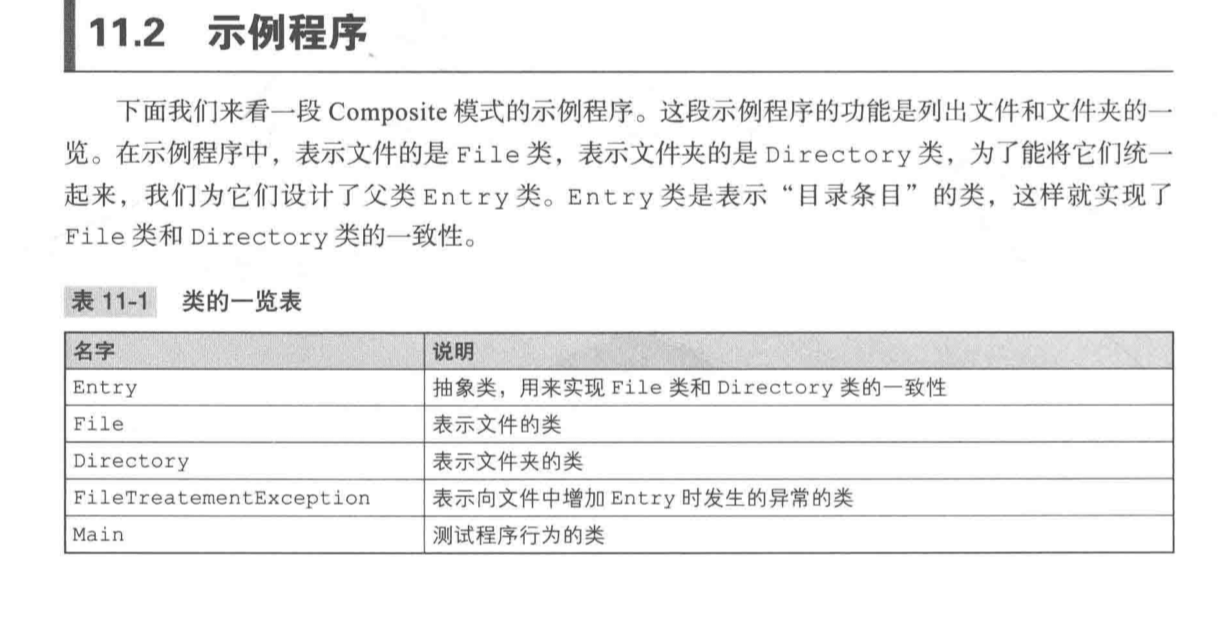 11.2 示例程序
下面我们来看一段 Composite 模式的示例程序。这段示例程序的功能是列出文件和文件夹的一
览。在示例程序中，表示文件的是 File 类，表示文件夹的是 Directory 类，为了能将它们统一
起来，我们为它们设计了父类 Entry 类。Entry 类是表示“目录条目”的类，这样就实现了
File 类和 Directory 类的一致性。
表 11-1 类的一览表
名字 说明
Entry 抽象类，用来实现 File 类和 Directory 类的一致性
File 表示文件的类
Directory 表示文件夹的类
FileTreatementException 表示向文件中增加 Entry 时发生的异常的类
Main 测试程序行为的类